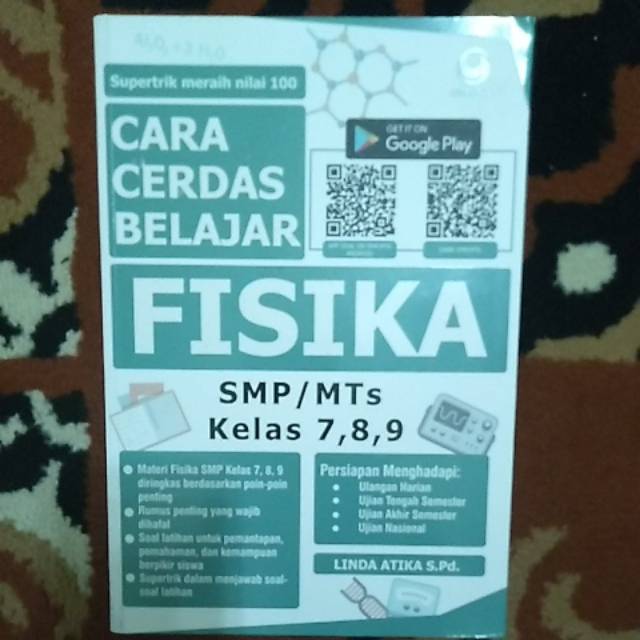 Al₂O₃ + 3 H₂O
Supertrik meraih nilai 100
CARA
CERDAS
BELAJAR
GET IT ON
Google Play
FISIKA
SMP/MTs
Kelas 7,8,9
Materi Fisika SMP Kelas 7, 8, 9
diringkas berdasarkan poin-poin
penting
Rumus penting yang wajib
dihafal
Soal latihan untuk pemantapan,
pemahaman, dan kemampuan
berpikir siswa
Supertrik dalam menjawab soal-
soal latihan
Persiapan Menghadapi:
Ulangan Harian
Ujian Tengah Semester
Ujian Akhir Semester
Ujian Nasional
LINDA ATIKA S.Pd.